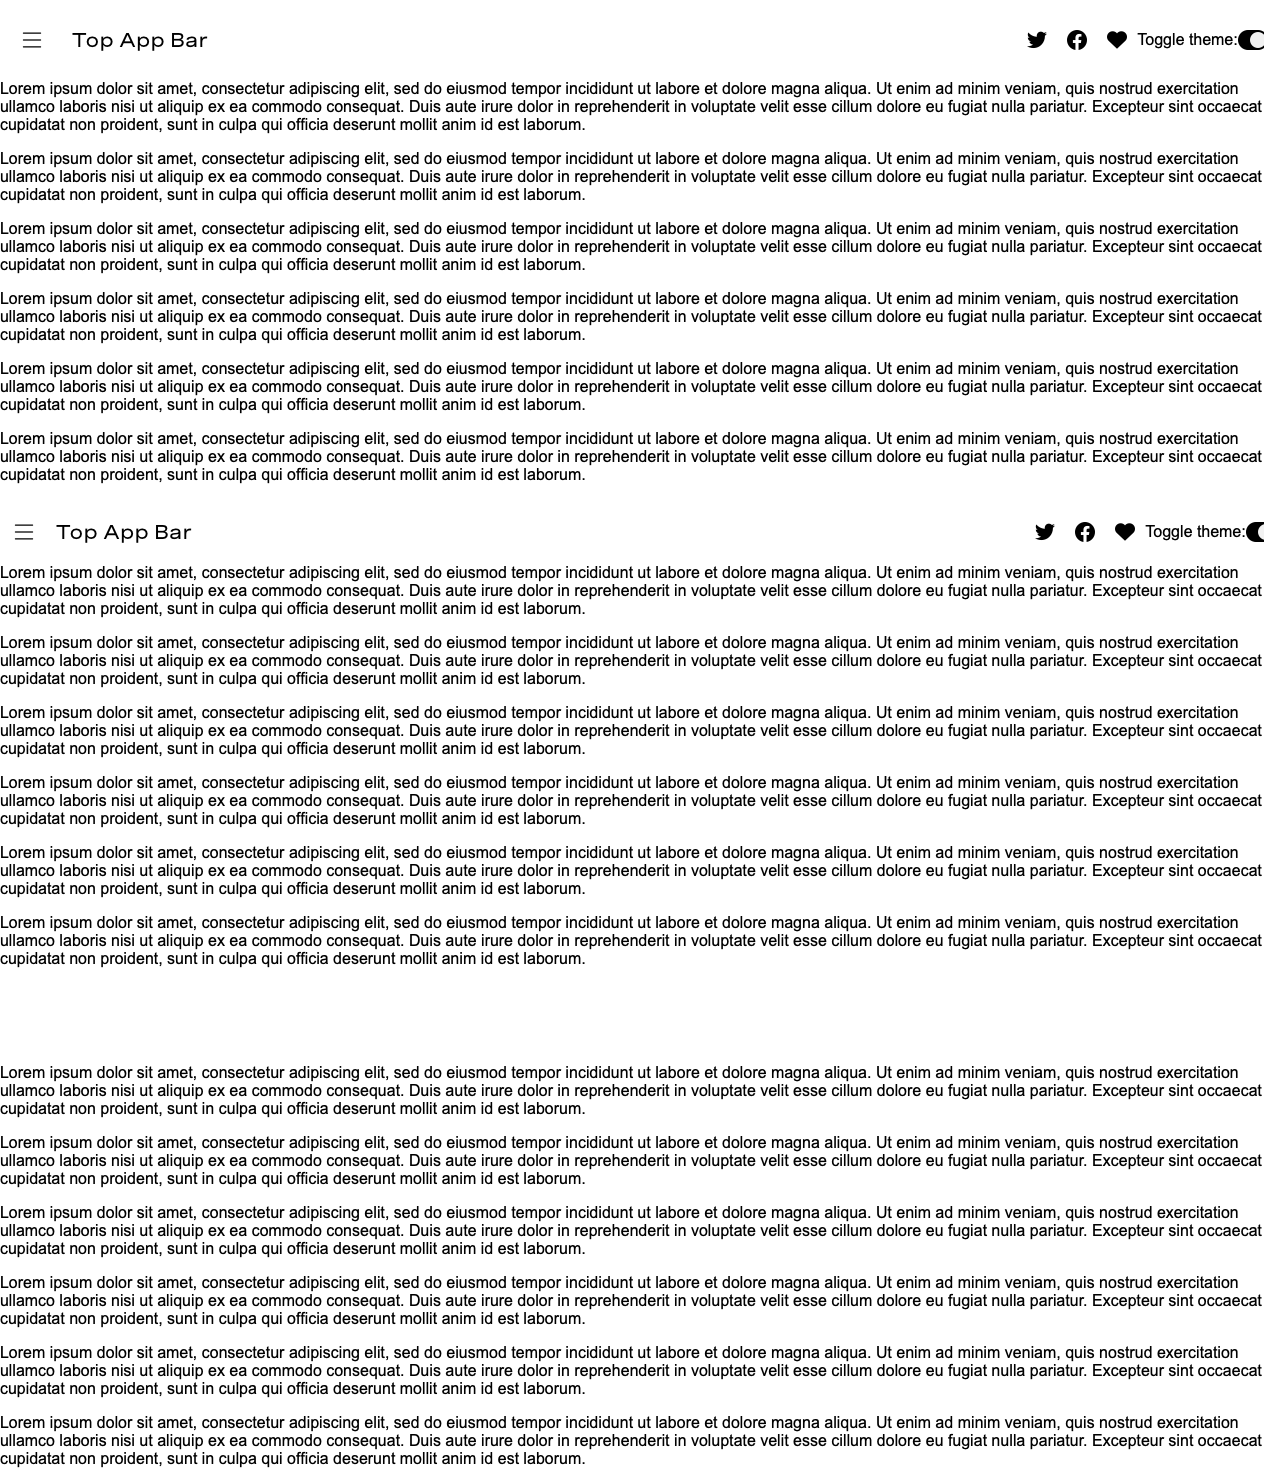 Top App Bar Toggle theme:
Lorem ipsum dolor sit amet, consectetur adipiscing elit, sed do eiusmod tempor incididunt ut labore et dolore magna aliqua. Ut enim ad minim veniam, quis nostrud exercitation
ullamco laboris nisi ut aliquip ex ea commodo consequat. Duis aute irure dolor in reprehenderit in voluptate velit esse cillum dolore eu fugiat nulla pariatur. Excepteur sint occaecat
cupidatat non proident, sunt in culpa qui officia deserunt mollit anim id est laborum.
Lorem ipsum dolor sit amet, consectetur adipiscing elit, sed do eiusmod tempor incididunt ut labore et dolore magna aliqua. Ut enim ad minim veniam, quis nostrud exercitation
ullamco laboris nisi ut aliquip ex ea commodo consequat. Duis aute irure dolor in reprehenderit in voluptate velit esse cillum dolore eu fugiat nulla pariatur. Excepteur sint occaecat
cupidatat non proident, sunt in culpa qui officia deserunt mollit anim id est laborum.
Lorem ipsum dolor sit amet, consectetur adipiscing elit, sed do eiusmod tempor incididunt ut labore et dolore magna aliqua. Ut enim ad minim veniam, quis nostrud exercitation
ullamco laboris nisi ut aliquip ex ea commodo consequat. Duis aute irure dolor in reprehenderit in voluptate velit esse cillum dolore eu fugiat nulla pariatur. Excepteur sint occaecat
cupidatat non proident, sunt in culpa qui officia deserunt mollit anim id est laborum.
Lorem ipsum dolor sit amet, consectetur adipiscing elit, sed do eiusmod tempor incididunt ut labore et dolore magna aliqua. Ut enim ad minim veniam, quis nostrud exercitation
ullamco laboris nisi ut aliquip ex ea commodo consequat. Duis aute irure dolor in reprehenderit in voluptate velit esse cillum dolore eu fugiat nulla pariatur. Excepteur sint occaecat
cupidatat non proident, sunt in culpa qui officia deserunt mollit anim id est laborum.
Lorem ipsum dolor sit amet, consectetur adipiscing elit, sed do eiusmod tempor incididunt ut labore et dolore magna aliqua. Ut enim ad minim veniam, quis nostrud exercitation
ullamco laboris nisi ut aliquip ex ea commodo consequat. Duis aute irure dolor in reprehenderit in voluptate velit esse cillum dolore eu fugiat nulla pariatur. Excepteur sint occaecat
cupidatat non proident, sunt in culpa qui officia deserunt mollit anim id est laborum.
Lorem ipsum dolor sit amet, consectetur adipiscing elit, sed do eiusmod tempor incididunt ut labore et dolore magna aliqua. Ut enim ad minim veniam, quis nostrud exercitation
ullamco laboris nisi ut aliquip ex ea commodo consequat. Duis aute irure dolor in reprehenderit in voluptate velit esse cillum dolore eu fugiat nulla pariatur. Excepteur sint occaecat
cupidatat non proident, sunt in culpa qui officia deserunt mollit anim id est laborum.
Top App Bar Toggle theme:
Lorem ipsum dolor sit amet, consectetur adipiscing elit, sed do eiusmod tempor incididunt ut labore et dolore magna aliqua. Ut enim ad minim veniam, quis nostrud exercitation
ullamco laboris nisi ut aliquip ex ea commodo consequat. Duis aute irure dolor in reprehenderit in voluptate velit esse cillum dolore eu fugiat nulla pariatur. Excepteur sint occaecat
cupidatat non proident, sunt in culpa qui officia deserunt mollit anim id est laborum.
Lorem ipsum dolor sit amet, consectetur adipiscing elit, sed do eiusmod tempor incididunt ut labore et dolore magna aliqua. Ut enim ad minim veniam, quis nostrud exercitation
ullamco laboris nisi ut aliquip ex ea commodo consequat. Duis aute irure dolor in reprehenderit in voluptate velit esse cillum dolore eu fugiat nulla pariatur. Excepteur sint occaecat
cupidatat non proident, sunt in culpa qui officia deserunt mollit anim id est laborum.
Lorem ipsum dolor sit amet, consectetur adipiscing elit, sed do eiusmod tempor incididunt ut labore et dolore magna aliqua. Ut enim ad minim veniam, quis nostrud exercitation
ullamco laboris nisi ut aliquip ex ea commodo consequat. Duis aute irure dolor in reprehenderit in voluptate velit esse cillum dolore eu fugiat nulla pariatur. Excepteur sint occaecat
cupidatat non proident, sunt in culpa qui officia deserunt mollit anim id est laborum.
Lorem ipsum dolor sit amet, consectetur adipiscing elit, sed do eiusmod tempor incididunt ut labore et dolore magna aliqua. Ut enim ad minim veniam, quis nostrud exercitation
ullamco laboris nisi ut aliquip ex ea commodo consequat. Duis aute irure dolor in reprehenderit in voluptate velit esse cillum dolore eu fugiat nulla pariatur. Excepteur sint occaecat
cupidatat non proident, sunt in culpa qui officia deserunt mollit anim id est laborum.
Lorem ipsum dolor sit amet, consectetur adipiscing elit, sed do eiusmod tempor incididunt ut labore et dolore magna aliqua. Ut enim ad minim veniam, quis nostrud exercitation
ullamco laboris nisi ut aliquip ex ea commodo consequat. Duis aute irure dolor in reprehenderit in voluptate velit esse cillum dolore eu fugiat nulla pariatur. Excepteur sint occaecat
cupidatat non proident, sunt in culpa qui officia deserunt mollit anim id est laborum.
Lorem ipsum dolor sit amet, consectetur adipiscing elit, sed do eiusmod tempor incididunt ut labore et dolore magna aliqua. Ut enim ad minim veniam, quis nostrud exercitation
ullamco laboris nisi ut aliquip ex ea commodo consequat. Duis aute irure dolor in reprehenderit in voluptate velit esse cillum dolore eu fugiat nulla pariatur. Excepteur sint occaecat
cupidatat non proident, sunt in culpa qui officia deserunt mollit anim id est laborum.
Lorem ipsum dolor sit amet, consectetur adipiscing elit, sed do eiusmod tempor incididunt ut labore et dolore magna aliqua. Ut enim ad minim veniam, quis nostrud exercitation
ullamco laboris nisi ut aliquip ex ea commodo consequat. Duis aute irure dolor in reprehenderit in voluptate velit esse cillum dolore eu fugiat nulla pariatur. Excepteur sint occaecat
cupidatat non proident, sunt in culpa qui officia deserunt mollit anim id est laborum.
Lorem ipsum dolor sit amet, consectetur adipiscing elit, sed do eiusmod tempor incididunt ut labore et dolore magna aliqua. Ut enim ad minim veniam, quis nostrud exercitation
ullamco laboris nisi ut aliquip ex ea commodo consequat. Duis aute irure dolor in reprehenderit in voluptate velit esse cillum dolore eu fugiat nulla pariatur. Excepteur sint occaecat
cupidatat non proident, sunt in culpa qui officia deserunt mollit anim id est laborum.
Lorem ipsum dolor sit amet, consectetur adipiscing elit, sed do eiusmod tempor incididunt ut labore et dolore magna aliqua. Ut enim ad minim veniam, quis nostrud exercitation
ullamco laboris nisi ut aliquip ex ea commodo consequat. Duis aute irure dolor in reprehenderit in voluptate velit esse cillum dolore eu fugiat nulla pariatur. Excepteur sint occaecat
cupidatat non proident, sunt in culpa qui officia deserunt mollit anim id est laborum.
Lorem ipsum dolor sit amet, consectetur adipiscing elit, sed do eiusmod tempor incididunt ut labore et dolore magna aliqua. Ut enim ad minim veniam, quis nostrud exercitation
ullamco laboris nisi ut aliquip ex ea commodo consequat. Duis aute irure dolor in reprehenderit in voluptate velit esse cillum dolore eu fugiat nulla pariatur. Excepteur sint occaecat
cupidatat non proident, sunt in culpa qui officia deserunt mollit anim id est laborum.
Lorem ipsum dolor sit amet, consectetur adipiscing elit, sed do eiusmod tempor incididunt ut labore et dolore magna aliqua. Ut enim ad minim veniam, quis nostrud exercitation
ullamco laboris nisi ut aliquip ex ea commodo consequat. Duis aute irure dolor in reprehenderit in voluptate velit esse cillum dolore eu fugiat nulla pariatur. Excepteur sint occaecat
cupidatat non proident, sunt in culpa qui officia deserunt mollit anim id est laborum.
Lorem ipsum dolor sit amet, consectetur adipiscing elit, sed do eiusmod tempor incididunt ut labore et dolore magna aliqua. Ut enim ad minim veniam, quis nostrud exercitation
ullamco laboris nisi ut aliquip ex ea commodo consequat. Duis aute irure dolor in reprehenderit in voluptate velit esse cillum dolore eu fugiat nulla pariatur. Excepteur sint occaecat
cupidatat non proident, sunt in culpa qui officia deserunt mollit anim id est laborum.